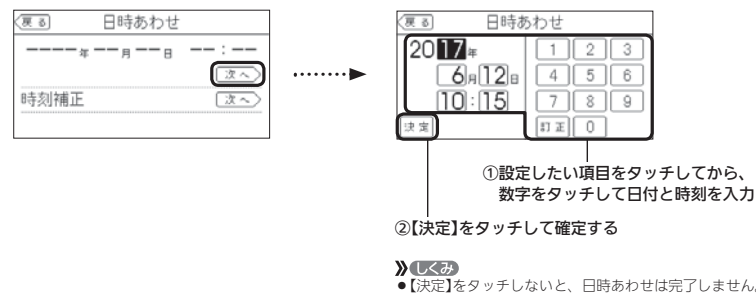 戻る 日時あわせ
----年--月--日 --:--
次へ
時刻補正 次へ
戻る 日時あわせ
2017年
6月12日
10:15
1 2 3
4 5 6
7 8 9
訂正 0
決定
①設定したい項目をタッチしてから、
数字をタッチして日付と時刻を入力
②【決定】をタッチして確定する
しくみ
●【決定】をタッチしないと、日時あわせは完了しません。